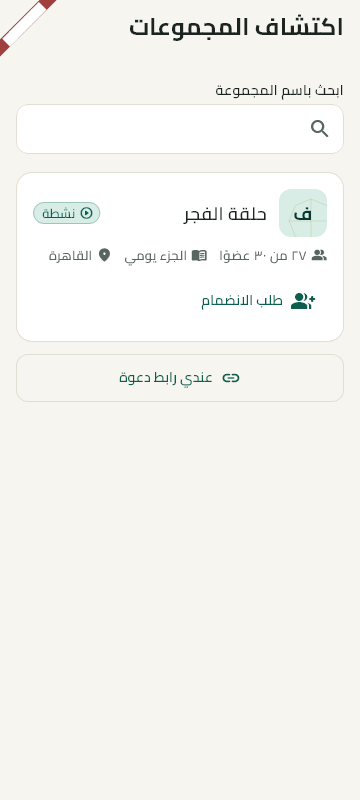 اكتشاف المجموعات
ابحث باسم المجموعة
ف
حلقة الفجر
نشطة
٢٧ من ٣٠ عضوًا
الجزء يومي
القاهرة
طلب الانضمام
عندي رابط دعوة